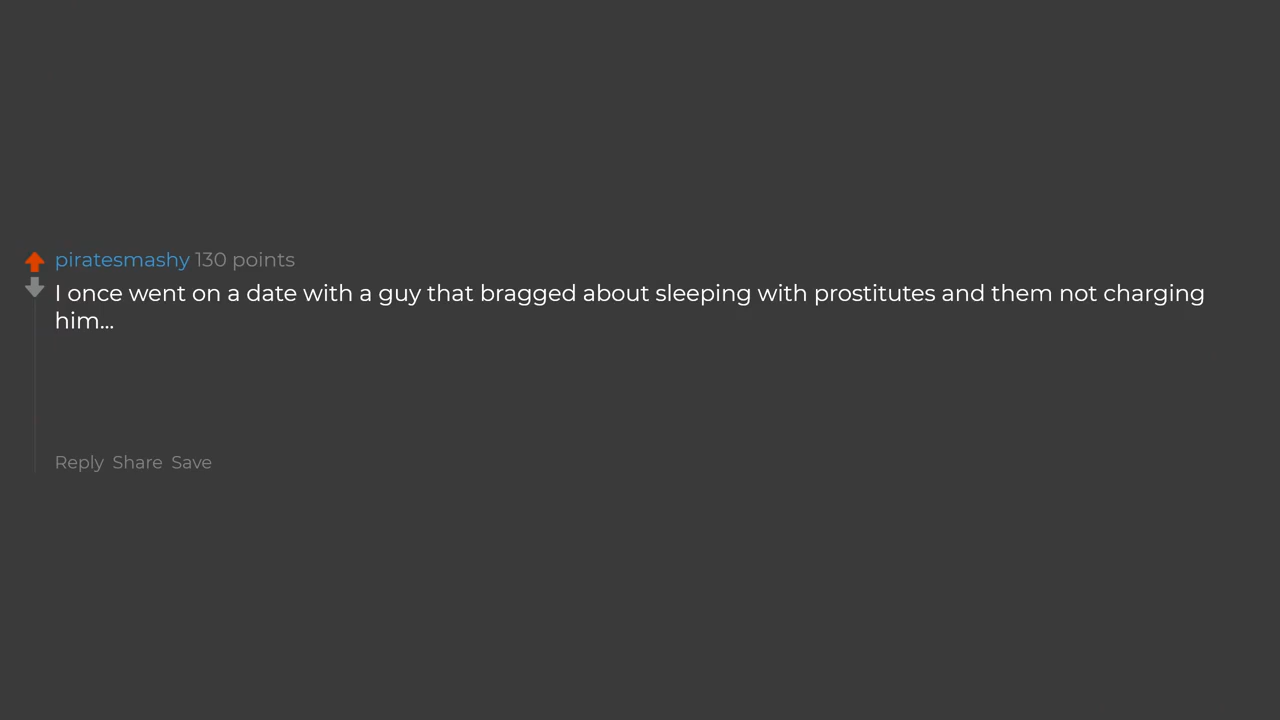 piratesmashy 130 points
I once went on a date with a guy that bragged about sleeping with prostitutes and them not charging
him...
Reply Share Save